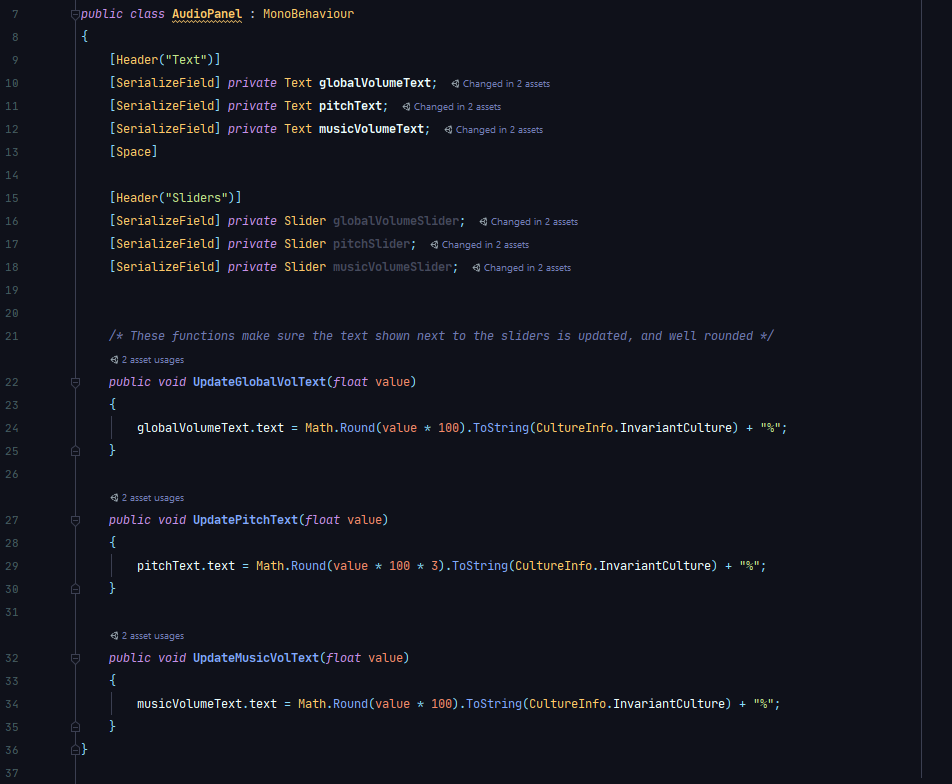 7 public class AudioPanel : MonoBehaviour
8 {
9 [Header("Text")]
10 [SerializeField] private Text globalVolumeText; Changed in 2 assets
11 [SerializeField] private Text pitchText; Changed in 2 assets
12 [SerializeField] private Text musicVolumeText; Changed in 2 assets
13 [Space]
14
15 [Header("Sliders")]
16 [SerializeField] private Slider globalVolumeSlider; Changed in 2 assets
17 [SerializeField] private Slider pitchSlider; Changed in 2 assets
18 [SerializeField] private Slider musicVolumeSlider; Changed in 2 assets
19
20
21 /* These functions make sure the text shown next to the sliders is updated, and well rounded */
2 asset usages
22 public void UpdateGlobalVolText(float value)
23 {
24 globalVolumeText.text = Math.Round(value * 100).ToString(CultureInfo.InvariantCulture) + "%";
25 }
26
2 asset usages
27 public void UpdatePitchText(float value)
28 {
29 pitchText.text = Math.Round(value * 100 * 3).ToString(CultureInfo.InvariantCulture) + "%";
30 }
31
2 asset usages
32 public void UpdateMusicVolText(float value)
33 {
34 musicVolumeText.text = Math.Round(value * 100).ToString(CultureInfo.InvariantCulture) + "%";
35 }
36 }
37